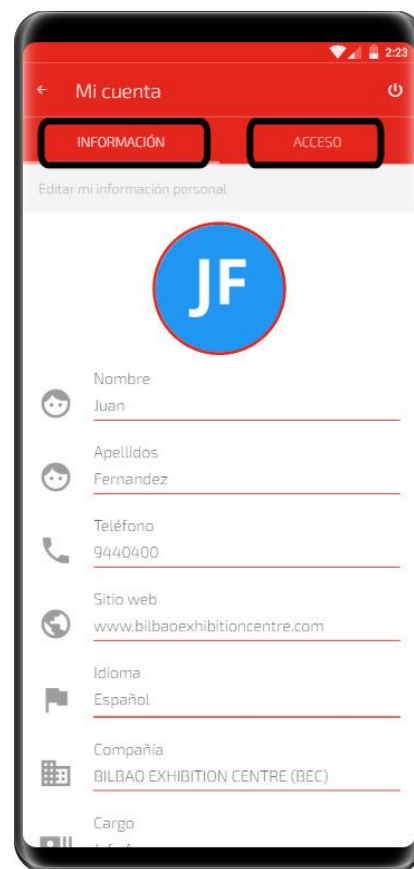 2:23
Mi cuenta
INFORMACIÓN
ACCESO
Editar mi información personal
JF
Nombre
Juan
Apellidos
Fernandez
Teléfono
9440400
Sitio web
www.bilbaoexhibitioncentre.com
Idioma
Español
Compañía
BILBAO EXHIBITION CENTRE (BEC)
Cargo